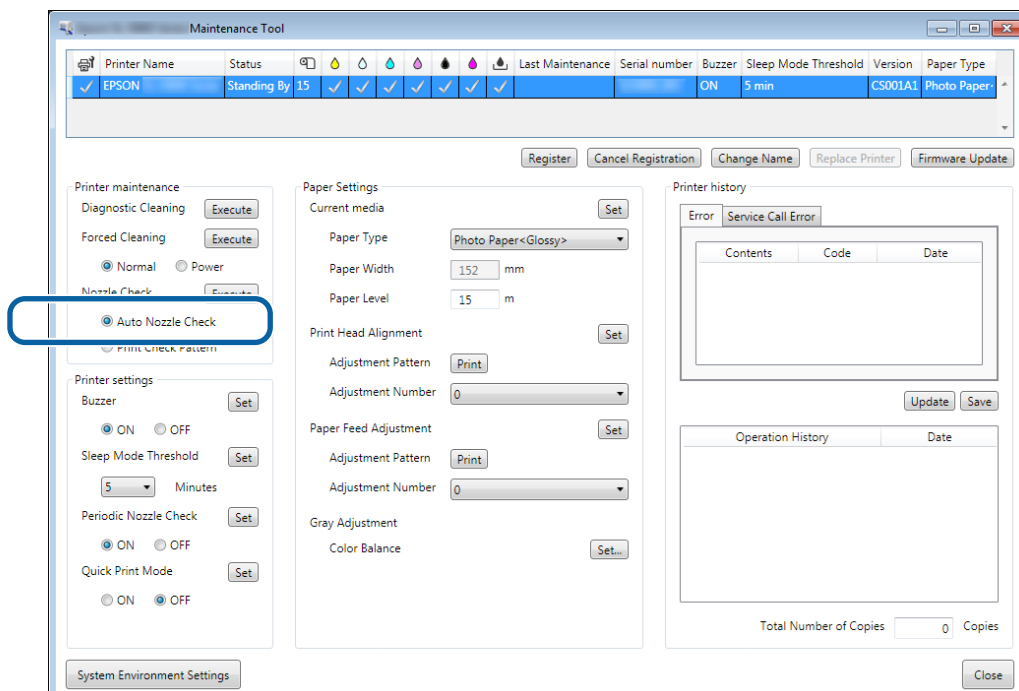 Maintenance Tool
Printer Name Status Last Maintenance Serial number Buzzer Sleep Mode Threshold Version Paper Type
EPSON Standing By 15 ON 5 min CS001A1 Photo Paper
Register Cancel Registration Change Name Replace Printer Firmware Update
Printer maintenance
Diagnostic Cleaning Execute
Forced Cleaning Execute
Normal Power
Nozzle Check Execute
Auto Nozzle Check
Print Check Pattern
Printer settings
Buzzer Set
ON OFF
Sleep Mode Threshold Set
5 Minutes
Periodic Nozzle Check Set
ON OFF
Quick Print Mode Set
ON OFF
Paper Settings
Current media Set
Paper Type Photo Paper<Glossy>
Paper Width 152 mm
Paper Level 15 m
Print Head Alignment Set
Adjustment Pattern Print
Adjustment Number 0
Paper Feed Adjustment Set
Adjustment Pattern Print
Adjustment Number 0
Gray Adjustment
Color Balance Set...
Printer history
Error Service Call Error
Contents Code Date
Update Save
Operation History Date
Total Number of Copies 0 Copies
System Environment Settings Close